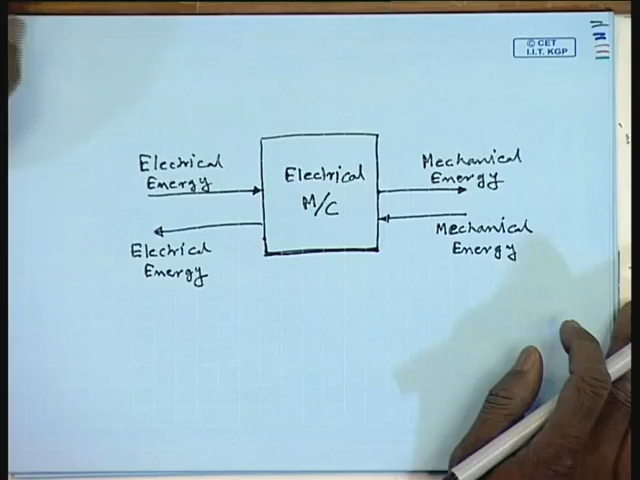 © CET
I.I.T. KGP
Electrical
Energy
Electrical
M/C
Mechanical
Energy
Electrical
Energy
Mechanical
Energy